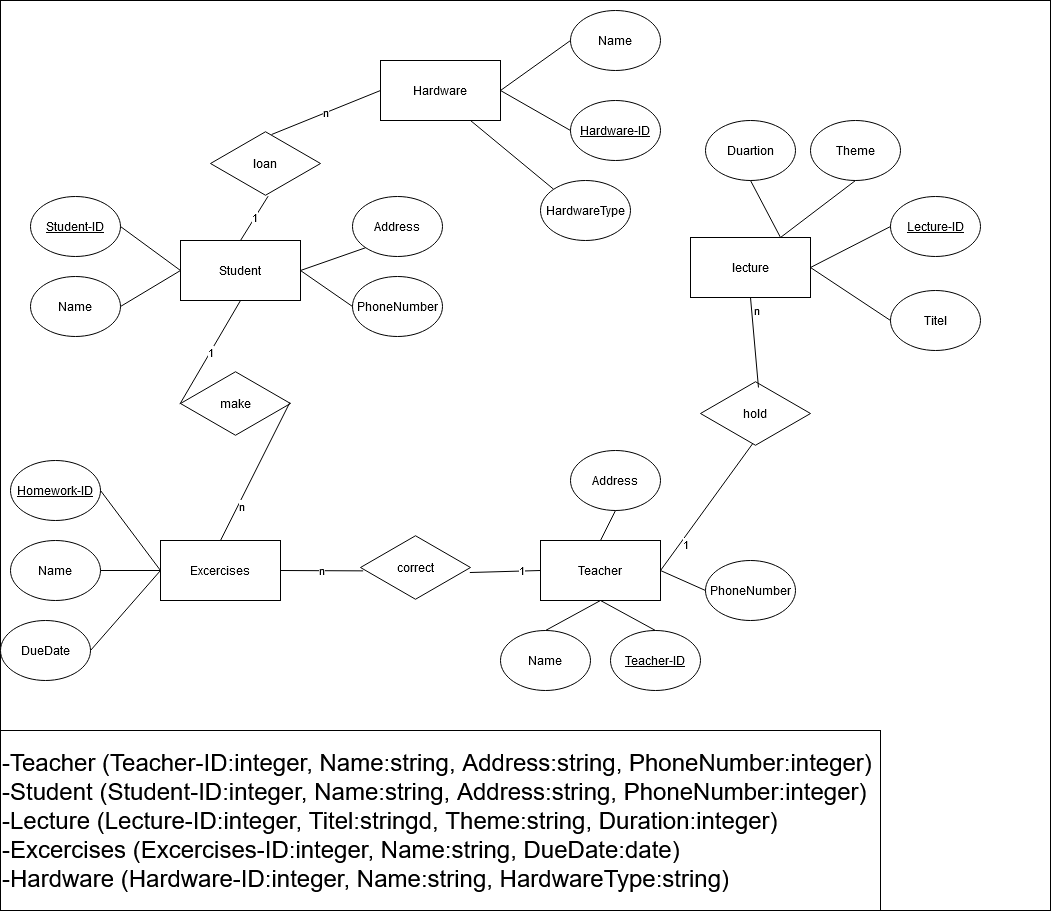 Name
Hardware
n
Hardware-ID
loan
Duartion
Theme
HardwareType
1
Student-ID
Address
Lecture-ID
Student
lecture
Name
PhoneNumber
n
Titel
1
make
hold
Address
Homework-ID
n
1
Name
Excercises
n
correct
1
Teacher
PhoneNumber
DueDate
Name
Teacher-ID
-Teacher (Teacher-ID:integer, Name:string, Address:string, PhoneNumber:integer)
-Student (Student-ID:integer, Name:string, Address:string, PhoneNumber:integer)
-Lecture (Lecture-ID:integer, Titel:stringd, Theme:string, Duration:integer)
-Excercises (Excercises-ID:integer, Name:string, DueDate:date)
-Hardware (Hardware-ID:integer, Name:string, HardwareType:string)